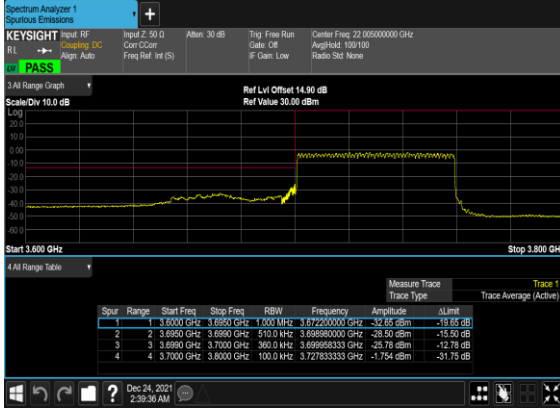 Spectrum Analyzer 1
Spurious Emissions
+
KEYSIGHT Input: RF Input Z: 50 Ω Atten: 30 dB Trig: Free Run Center Freq: 22.005000000 GHz
RL Coupling: DC Corr CCorr Gate: Off Avg|Hold: 100/100
Align: Auto Freq Ref: Int (S) IF Gain: Low Radio Std: None
PASS
3 All Range Graph
Ref Lvl Offset 14.90 dB
Scale/Div 10.0 dB Ref Value 30.00 dBm
Log
20.0
10.0
0.00
-10.0
-20.0
-30.0
-40.0
-50.0
-60.0
Start 3.600 GHz Stop 3.800 GH
4 All Range Table
Measure Trace Trace 1
Trace Type Trace Average (Active)
Spur Range Start Freq Stop Freq RBW Frequency Amplitude ΔLimit
1 1 3.6000 GHz 3.6950 GHz 1.000 MHz 3.672200000 GHz -32.65 dBm -19.65 dB
2 2 3.6950 GHz 3.6990 GHz 510.0 kHz 3.698980000 GHz -28.50 dBm -15.50 dB
3 3 3.6990 GHz 3.7000 GHz 360.0 kHz 3.699958333 GHz -25.78 dBm -12.78 dB
4 4 3.7000 GHz 3.8000 GHz 100.0 kHz 3.727833333 GHz -1.754 dBm -31.75 dB
? Dec 24, 2021
2:39:36 AM